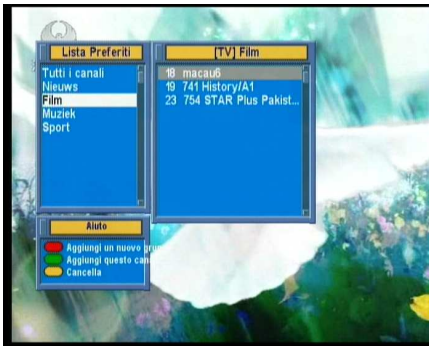 Lista Preferiti
Tutti i canali
Nieuws
Film
Muziek
Sport
[TV] Film
18 macau6
19 741 History/A1
23 754 STAR Plus Pakist...
Aiuto
Aggiungi un nuovo gru
Aggiungi questo can
Cancella